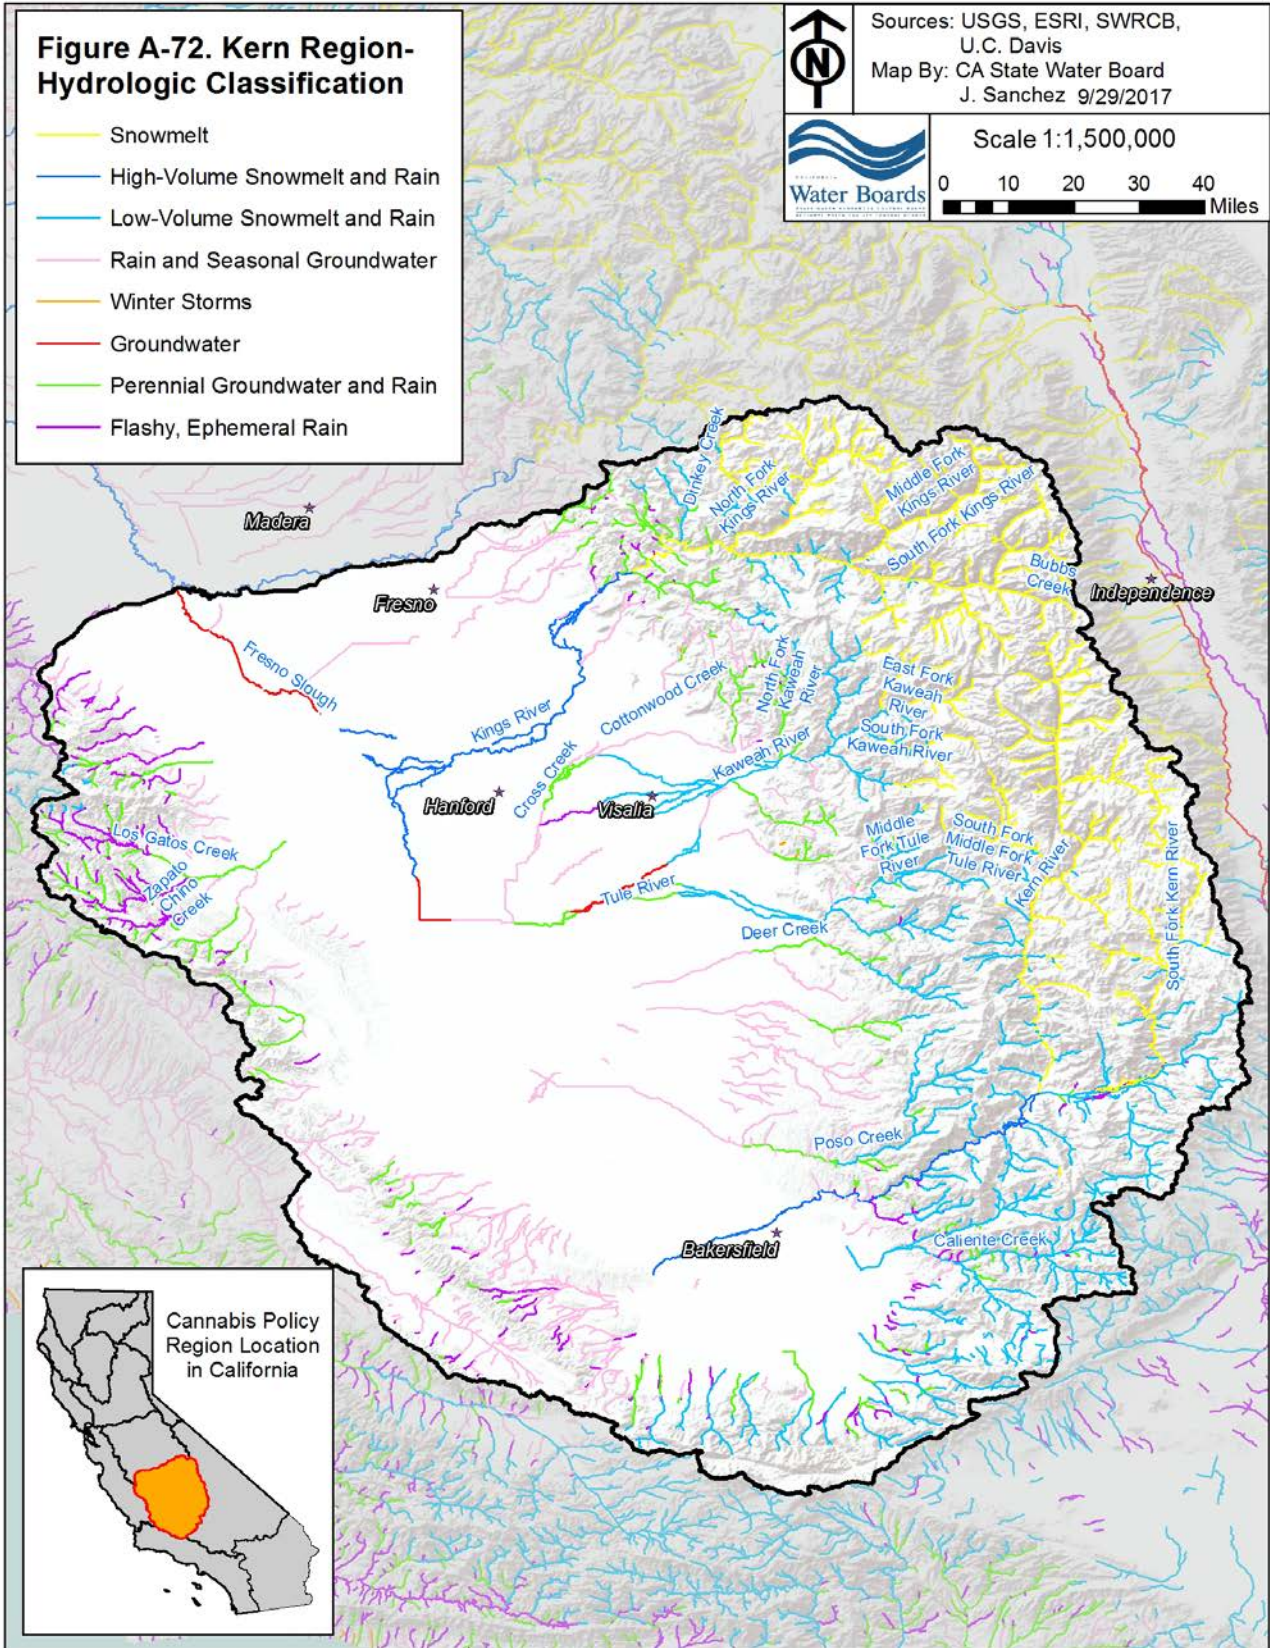 Figure A-72. Kern Region-
Hydrologic Classification
Snowmelt
High-Volume Snowmelt and Rain
Low-Volume Snowmelt and Rain
Rain and Seasonal Groundwater
Winter Storms
Groundwater
Perennial Groundwater and Rain
Flashy, Ephemeral Rain
N
Sources: USGS, ESRI, SWRCB,
U.C. Davis
Map By: CA State Water Board
J. Sanchez 9/29/2017
CALIFORNIA
Water Boards
Scale 1:1,500,000
0 10 20 30 40
Miles
Madera
Fresno
Dinkey Creek
North Fork
Kings River
Middle Fork
Kings River
South Fork Kings River
Bubbs
Creek
Independence
Fresno Slough
Kings River
Cottonwood Creek
North Fork
Kaweah
River
East Fork
Kaweah
River
South Fork
Kaweah River
Kaweah River
Cross Creek
Hanford
Visalia
Los Gatos Creek
Zapato
Chino
Creek
Middle
Fork Tule
River
South Fork
Middle Fork
Tule River
Kern River
South Fork Kern River
Tule River
Deer Creek
Poso Creek
Bakersfield
Caliente Creek
Cannabis Policy
Region Location
in California